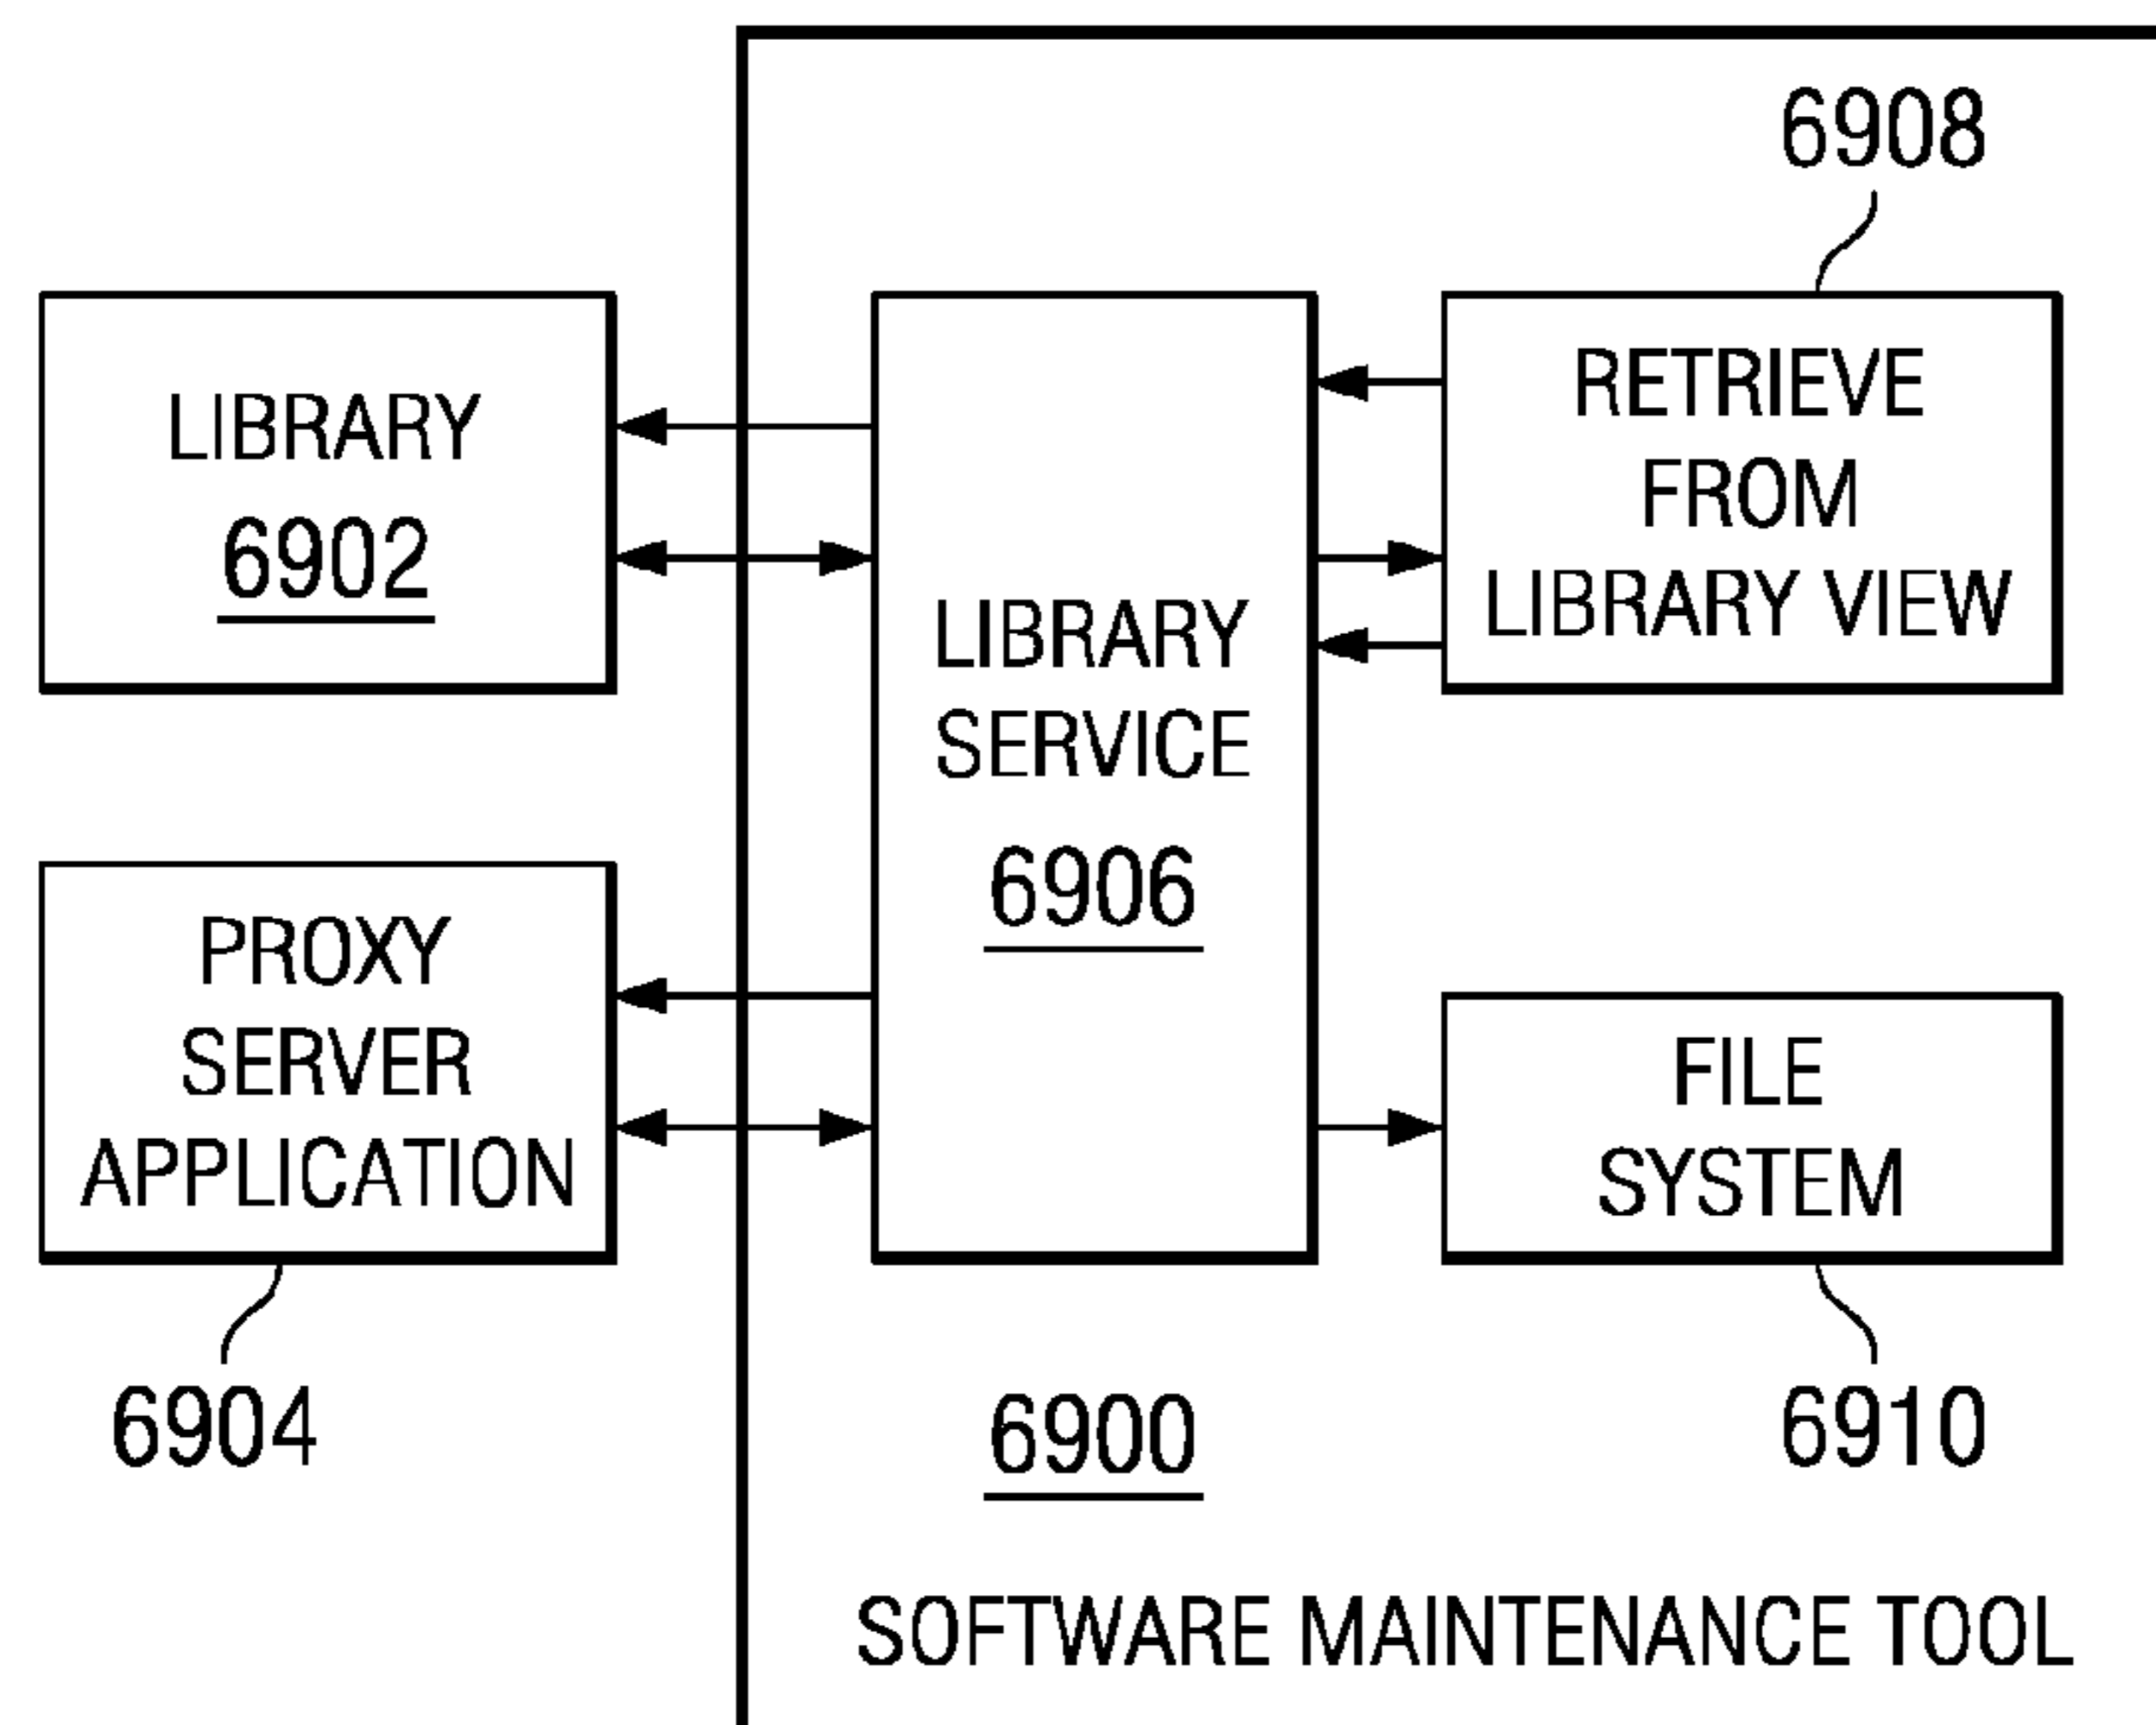 6908
LIBRARY
6902
LIBRARY
SERVICE
6906
RETRIEVE
FROM
LIBRARY VIEW
PROXY
SERVER
APPLICATION
6904
FILE
SYSTEM
6910
6900
SOFTWARE MAINTENANCE TOOL